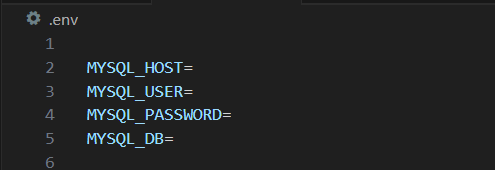 .env
1
2 MYSQL_HOST=
3 MYSQL_USER=
4 MYSQL_PASSWORD=
5 MYSQL_DB=
6